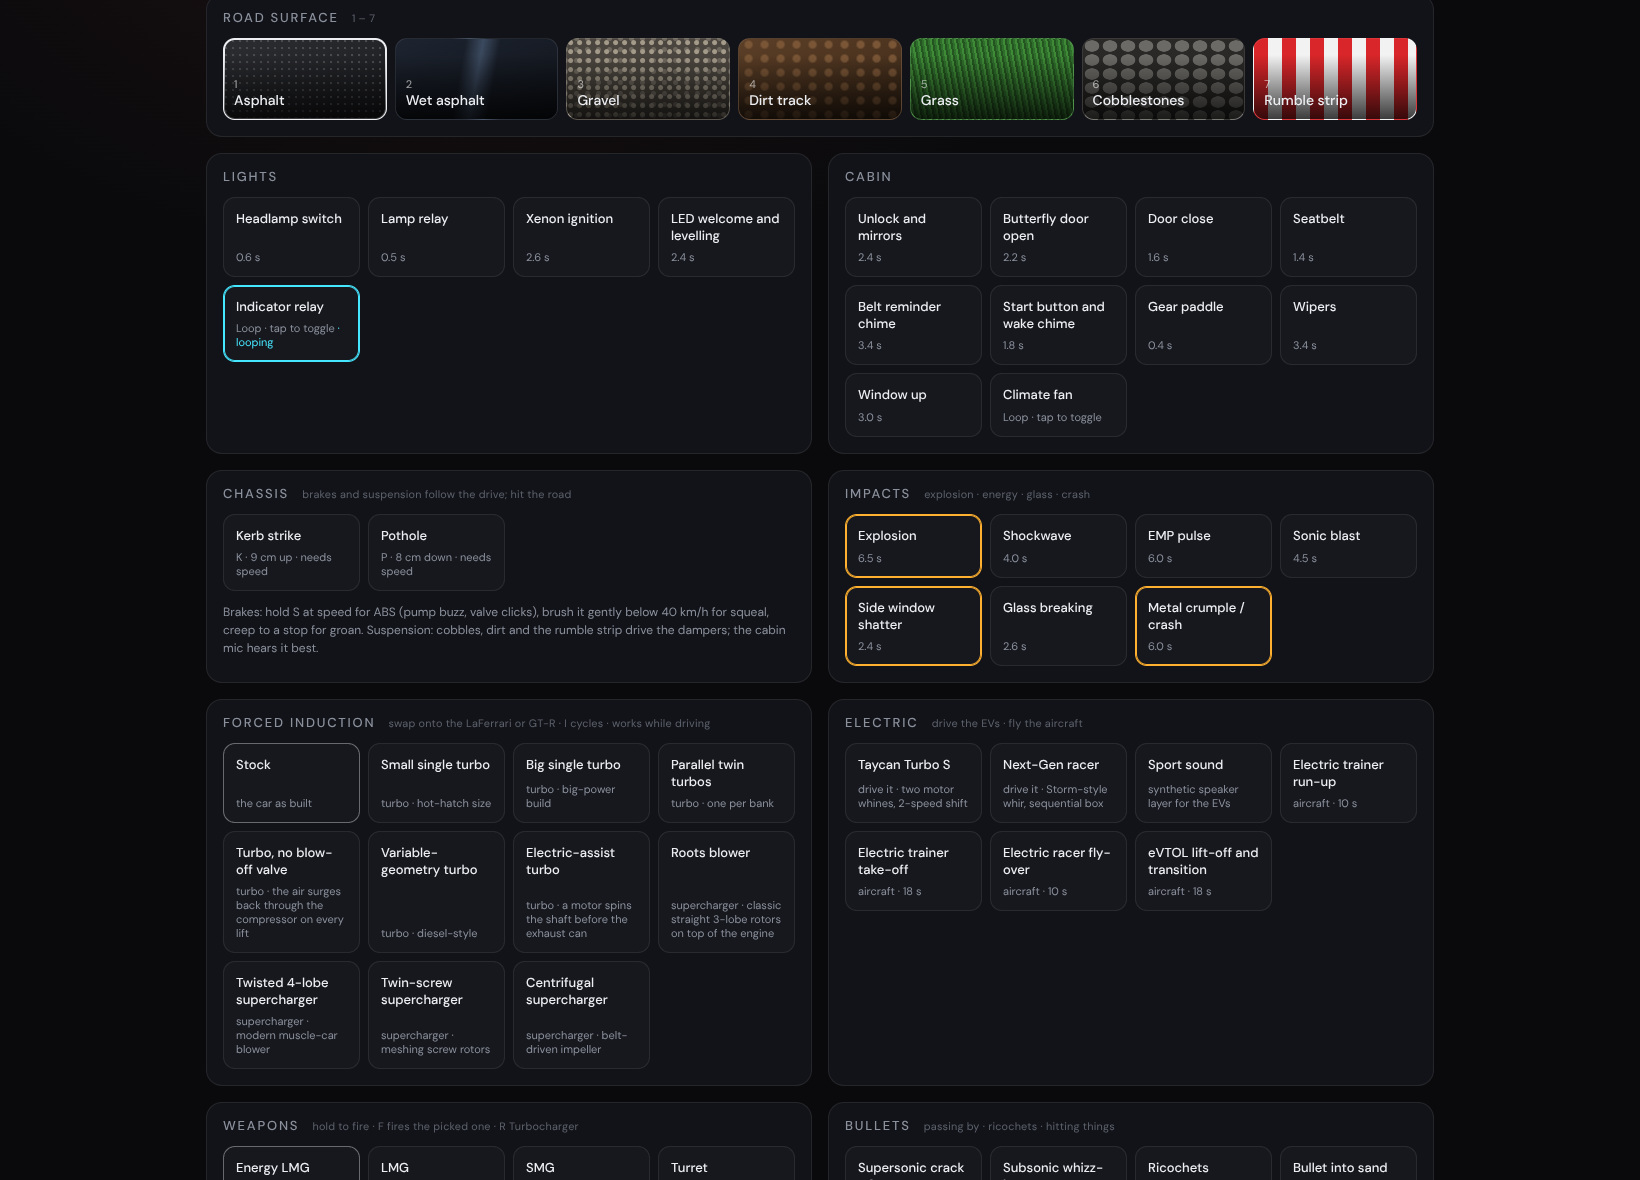 ROAD SURFACE 1 – 7
1
Asphalt
2
Wet asphalt
3
Gravel
4
Dirt track
5
Grass
6
Cobblestones
7
Rumble strip
LIGHTS
Headlamp switch
0.6 s
Lamp relay
0.5 s
Xenon ignition
2.6 s
LED welcome and
levelling
2.4 s
Indicator relay
Loop · tap to toggle ·
looping
CABIN
Unlock and
mirrors
2.4 s
Butterfly door
open
2.2 s
Door close
1.6 s
Seatbelt
1.4 s
Belt reminder
chime
3.4 s
Start button and
wake chime
1.8 s
Gear paddle
0.4 s
Wipers
3.4 s
Window up
3.0 s
Climate fan
Loop · tap to toggle
CHASSIS brakes and suspension follow the drive; hit the road
Kerb strike
K · 9 cm up · needs
speed
Pothole
P · 8 cm down · needs
speed
Brakes: hold S at speed for ABS (pump buzz, valve clicks), brush it gently below 40 km/h for squeal,
creep to a stop for groan. Suspension: cobbles, dirt and the rumble strip drive the dampers; the cabin
mic hears it best.
IMPACTS explosion · energy · glass · crash
Explosion
6.5 s
Shockwave
4.0 s
EMP pulse
6.0 s
Sonic blast
4.5 s
Side window
shatter
2.4 s
Glass breaking
2.6 s
Metal crumple /
crash
6.0 s
FORCED INDUCTION swap onto the LaFerrari or GT-R · I cycles · works while driving
Stock
the car as built
Small single turbo
turbo · hot-hatch size
Big single turbo
turbo · big-power
build
Parallel twin
turbos
turbo · one per bank
Turbo, no blow-
off valve
turbo · the air surges
back through the
compressor on every
lift
Variable-
geometry turbo
turbo · diesel-style
Electric-assist
turbo
turbo · a motor spins
the shaft before the
exhaust can
Roots blower
supercharger · classic
straight 3-lobe rotors
on top of the engine
Twisted 4-lobe
supercharger
supercharger ·
modern muscle-car
blower
Twin-screw
supercharger
supercharger ·
meshing screw rotors
Centrifugal
supercharger
supercharger · belt-
driven impeller
ELECTRIC drive the EVs · fly the aircraft
Taycan Turbo S
drive it · two motor
whines, 2-speed shift
Next-Gen racer
drive it · Storm-style
whir, sequential box
Sport sound
synthetic speaker
layer for the EVs
Electric trainer
run-up
aircraft · 10 s
Electric trainer
take-off
aircraft · 18 s
Electric racer fly-
over
aircraft · 10 s
eVTOL lift-off and
transition
aircraft · 18 s
WEAPONS hold to fire · F fires the picked one · R Turbocharger
Energy LMG
LMG
SMG
Turret
BULLETS passing by · ricochets · hitting things
Supersonic crack
Subsonic whizz-
Ricochets
Bullet into sand